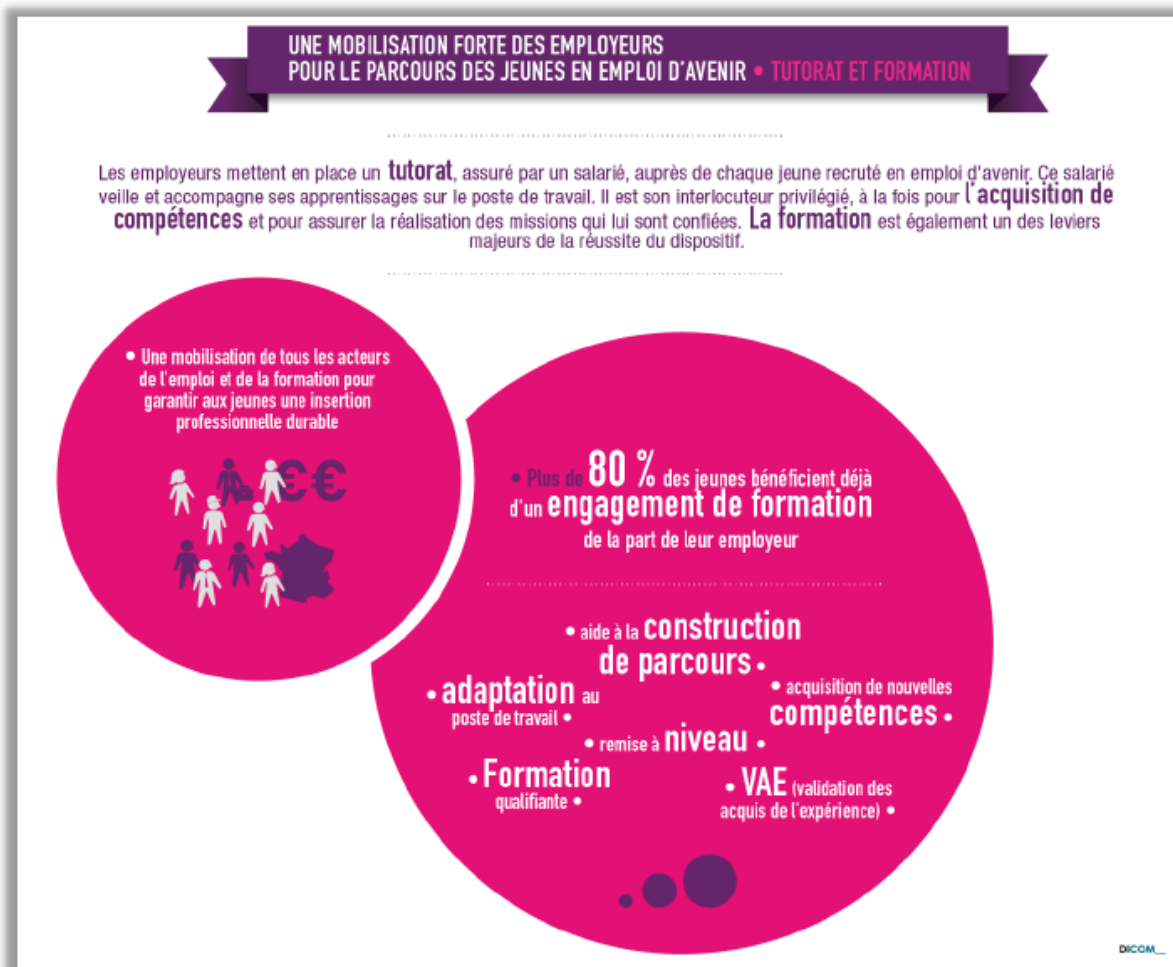 UNE MOBILISATION FORTE DES EMPLOYEURS
POUR LE PARCOURS DES JEUNES EN EMPLOI D'AVENIR • TUTORAT ET FORMATION
Les employeurs mettent en place un tutorat, assuré par un salarié, auprès de chaque jeune recruté en emploi d'avenir. Ce salarié
veille et accompagne ses apprentissages sur le poste de travail. Il est son interlocuteur privilégié, à la fois pour l'acquisition de
compétences et pour assurer la réalisation des missions qui lui sont confiées. La formation est également un des leviers
majeurs de la réussite du dispositif.
• Une mobilisation de tous les acteurs
de l'emploi et de la formation pour
garantir aux jeunes une insertion
professionnelle durable
€€
• Plus de 80 % des jeunes bénéficient déjà
d'un engagement de formation
de la part de leur employeur
• aide à la construction
de parcours •
• adaptation au
poste de travail •
• acquisition de nouvelles
compétences •
• remise à niveau •
• Formation
qualifiante •
• VAE (validation des
acquis de l'expérience) •
DICOM__